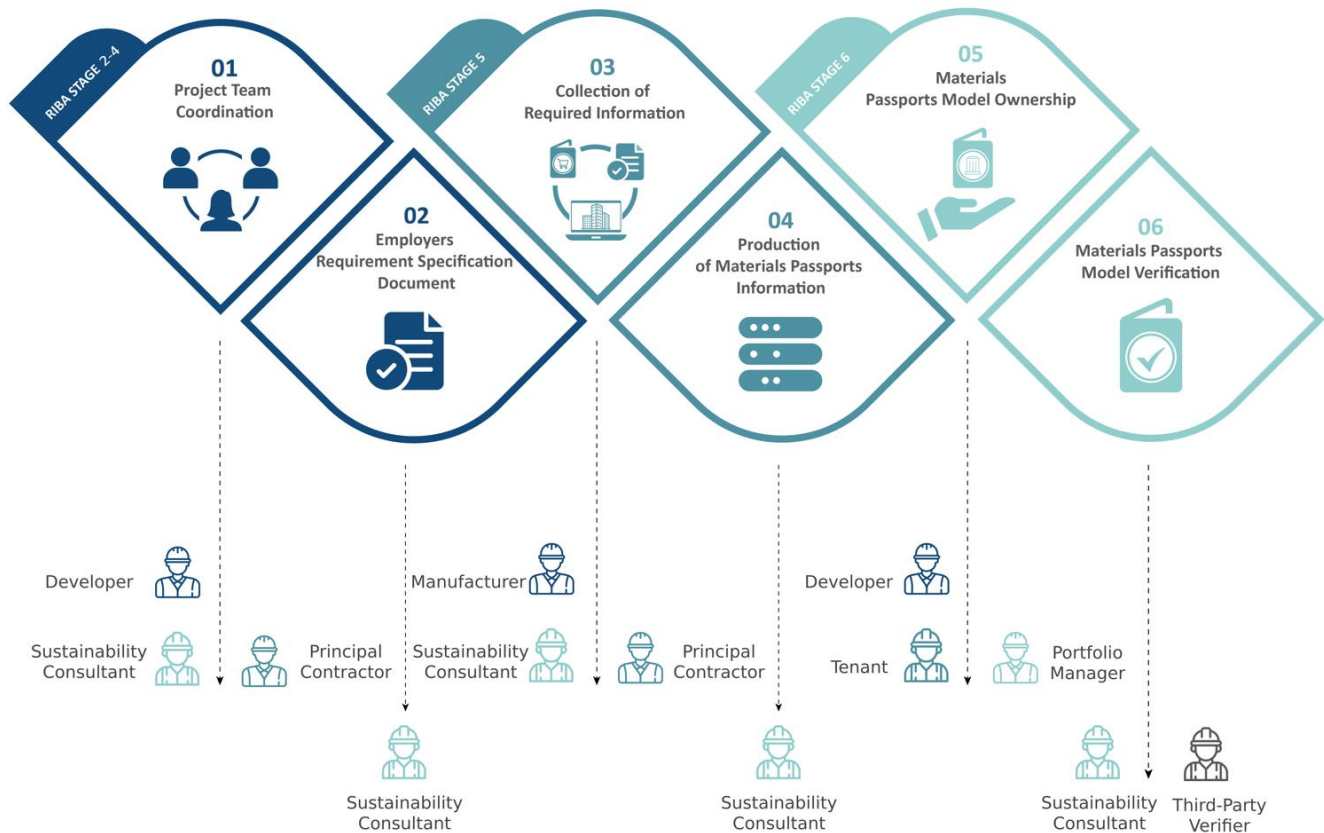 RIBA STAGE 2-4
01
Project Team
Coordination
02
Employers
Requirement Specification
Document
RIBA STAGE 5
03
Collection of
Required Information
04
Production
of Materials Passports
Information
RIBA STAGE 6
05
Materials
Passports Model Ownership
06
Materials Passports
Model Verification
Developer
Sustainability
Consultant
Principal
Contractor
Sustainability
Consultant
Manufacturer
Sustainability
Consultant
Principal
Contractor
Sustainability
Consultant
Developer
Tenant
Portfolio
Manager
Sustainability
Consultant
Third-Party
Verifier